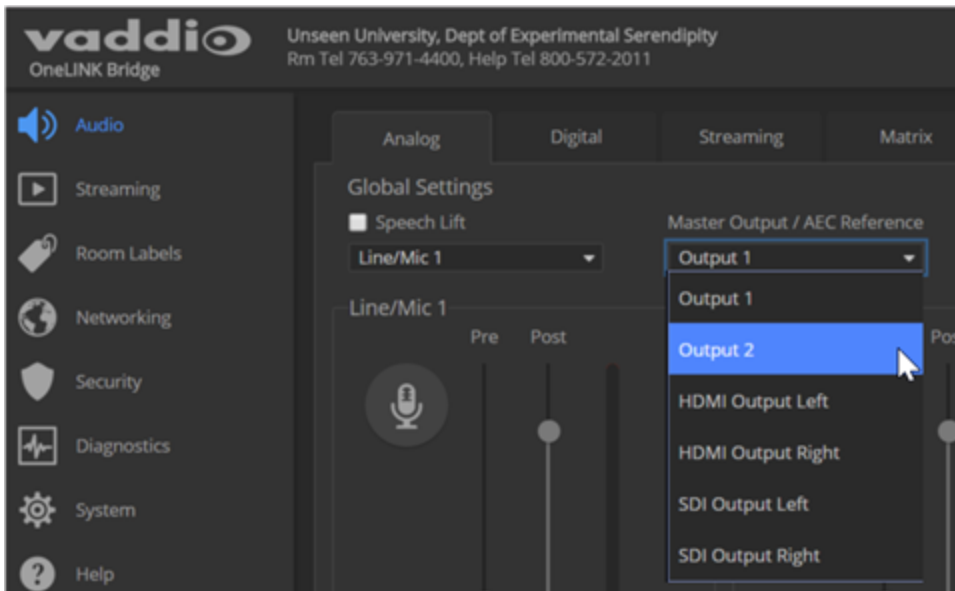 vaddio
OneLINK Bridge
Unseen University, Dept of Experimental Serendipity
Rm Tel 763-971-4400, Help Tel 800-572-2011
Audio
Streaming
Room Labels
Networking
Security
Diagnostics
System
Help
Analog
Digital
Streaming
Matrix
Global Settings
Speech Lift
Master Output / AEC Reference
Line/Mic 1
Output 1
Line/Mic 1
Pre
Post
Output 1
Output 2
HDMI Output Left
HDMI Output Right
SDI Output Left
SDI Output Right
Pos